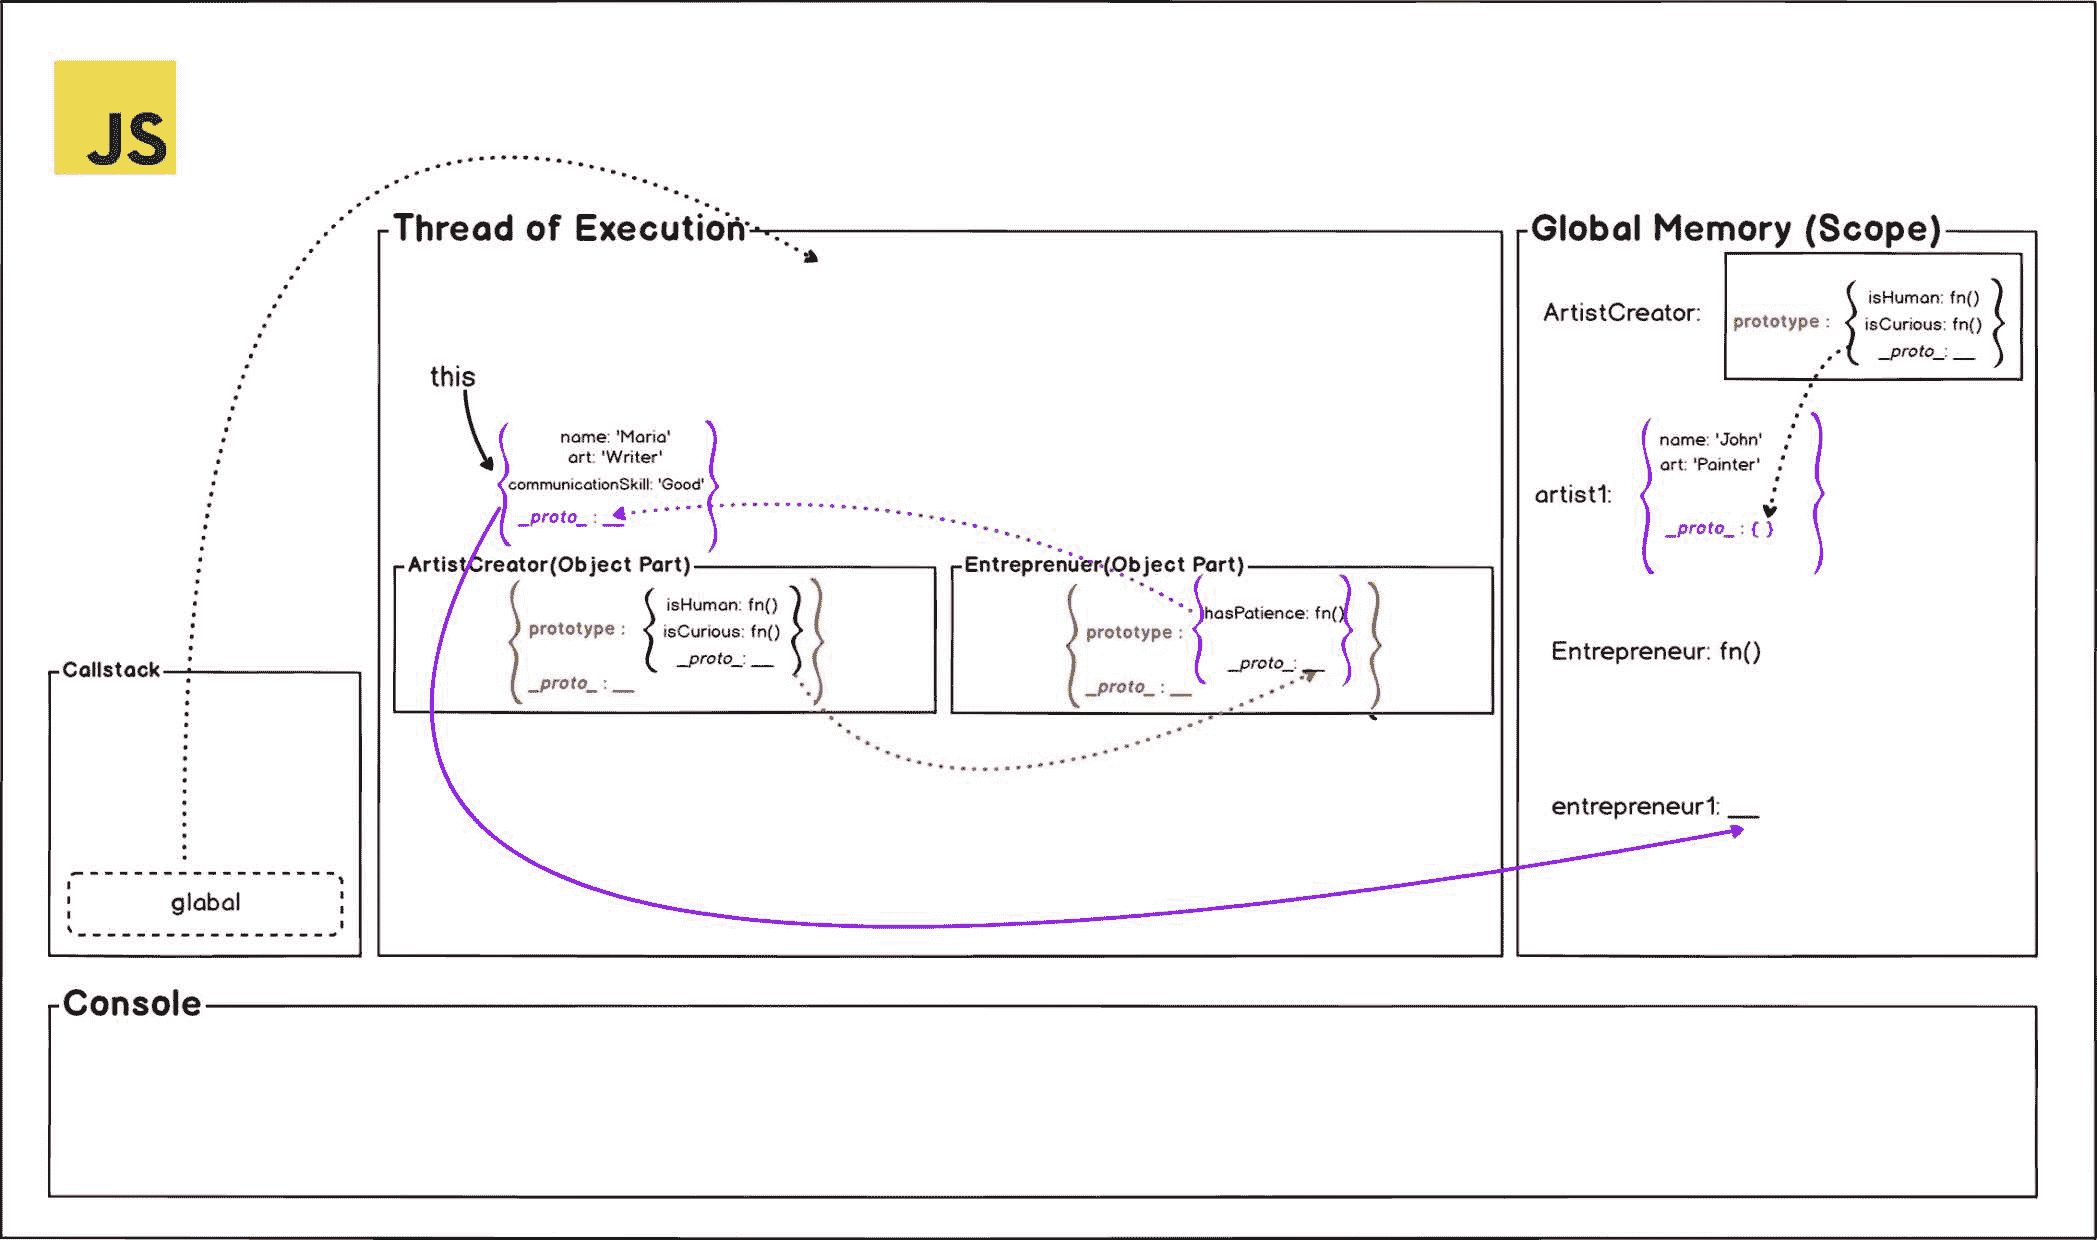 JS
Thread of Execution
this
name: 'Maria'
art: 'Writer'
communicationSkill: 'Good'
_proto_ : __
ArtistCreator(Object Part)
prototype :
isHuman: fn()
isCurious: fn()
_proto_: __
_proto_ : __
Entreprenuer(Object Part)
prototype :
hasPatience: fn()
_proto_: __
_proto_ : __
Global Memory (Scope)
ArtistCreator:
prototype :
isHuman: fn()
isCurious: fn()
_proto_: __
artist1:
name: 'John'
art: 'Painter'
_proto_ : { }
Entrepreneur: fn()
entrepreneur1: __
Callstack
global
Console